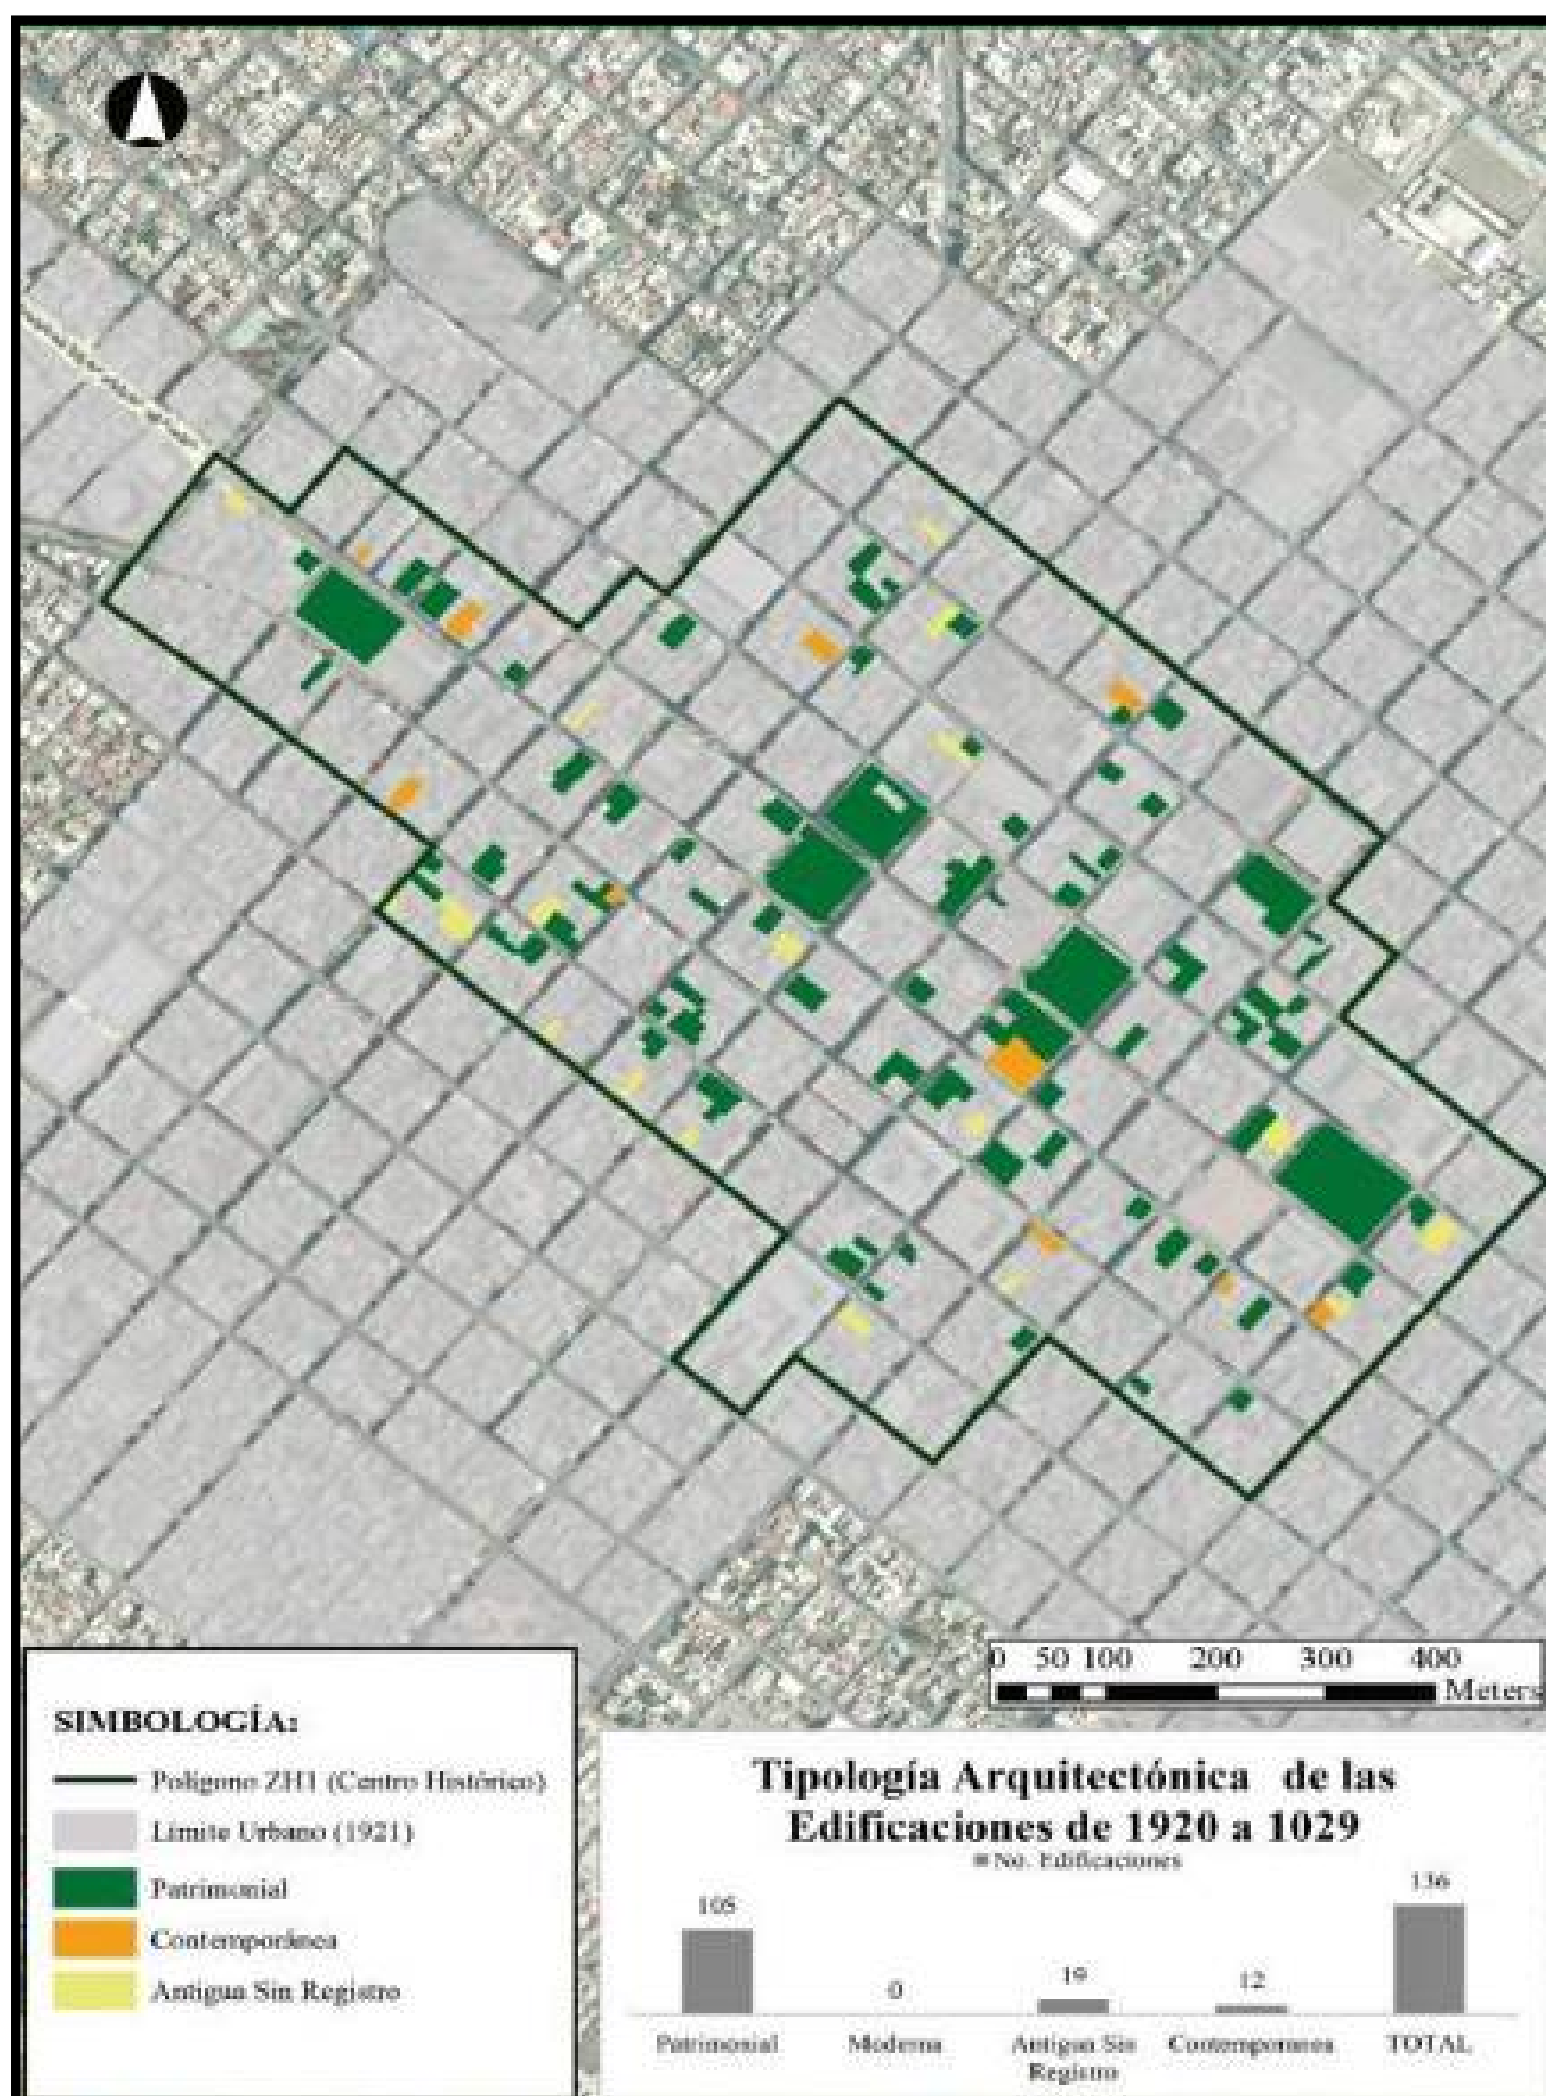 0 50 100 200 300 400
Meters
SIMBOLOGÍA:
Polígono ZH1 (Centro Histórico)
Límite Urbano (1921)
Patrimonial
Contemporánea
Antigua Sin Registro
Tipología Arquitectónica de las
Edificaciones de 1920 a 1029
No. Edificaciones
105
0
19
12
136
Patrimonial
Moderna
Antigua Sin
Registro
Contemporanea
TOTAL